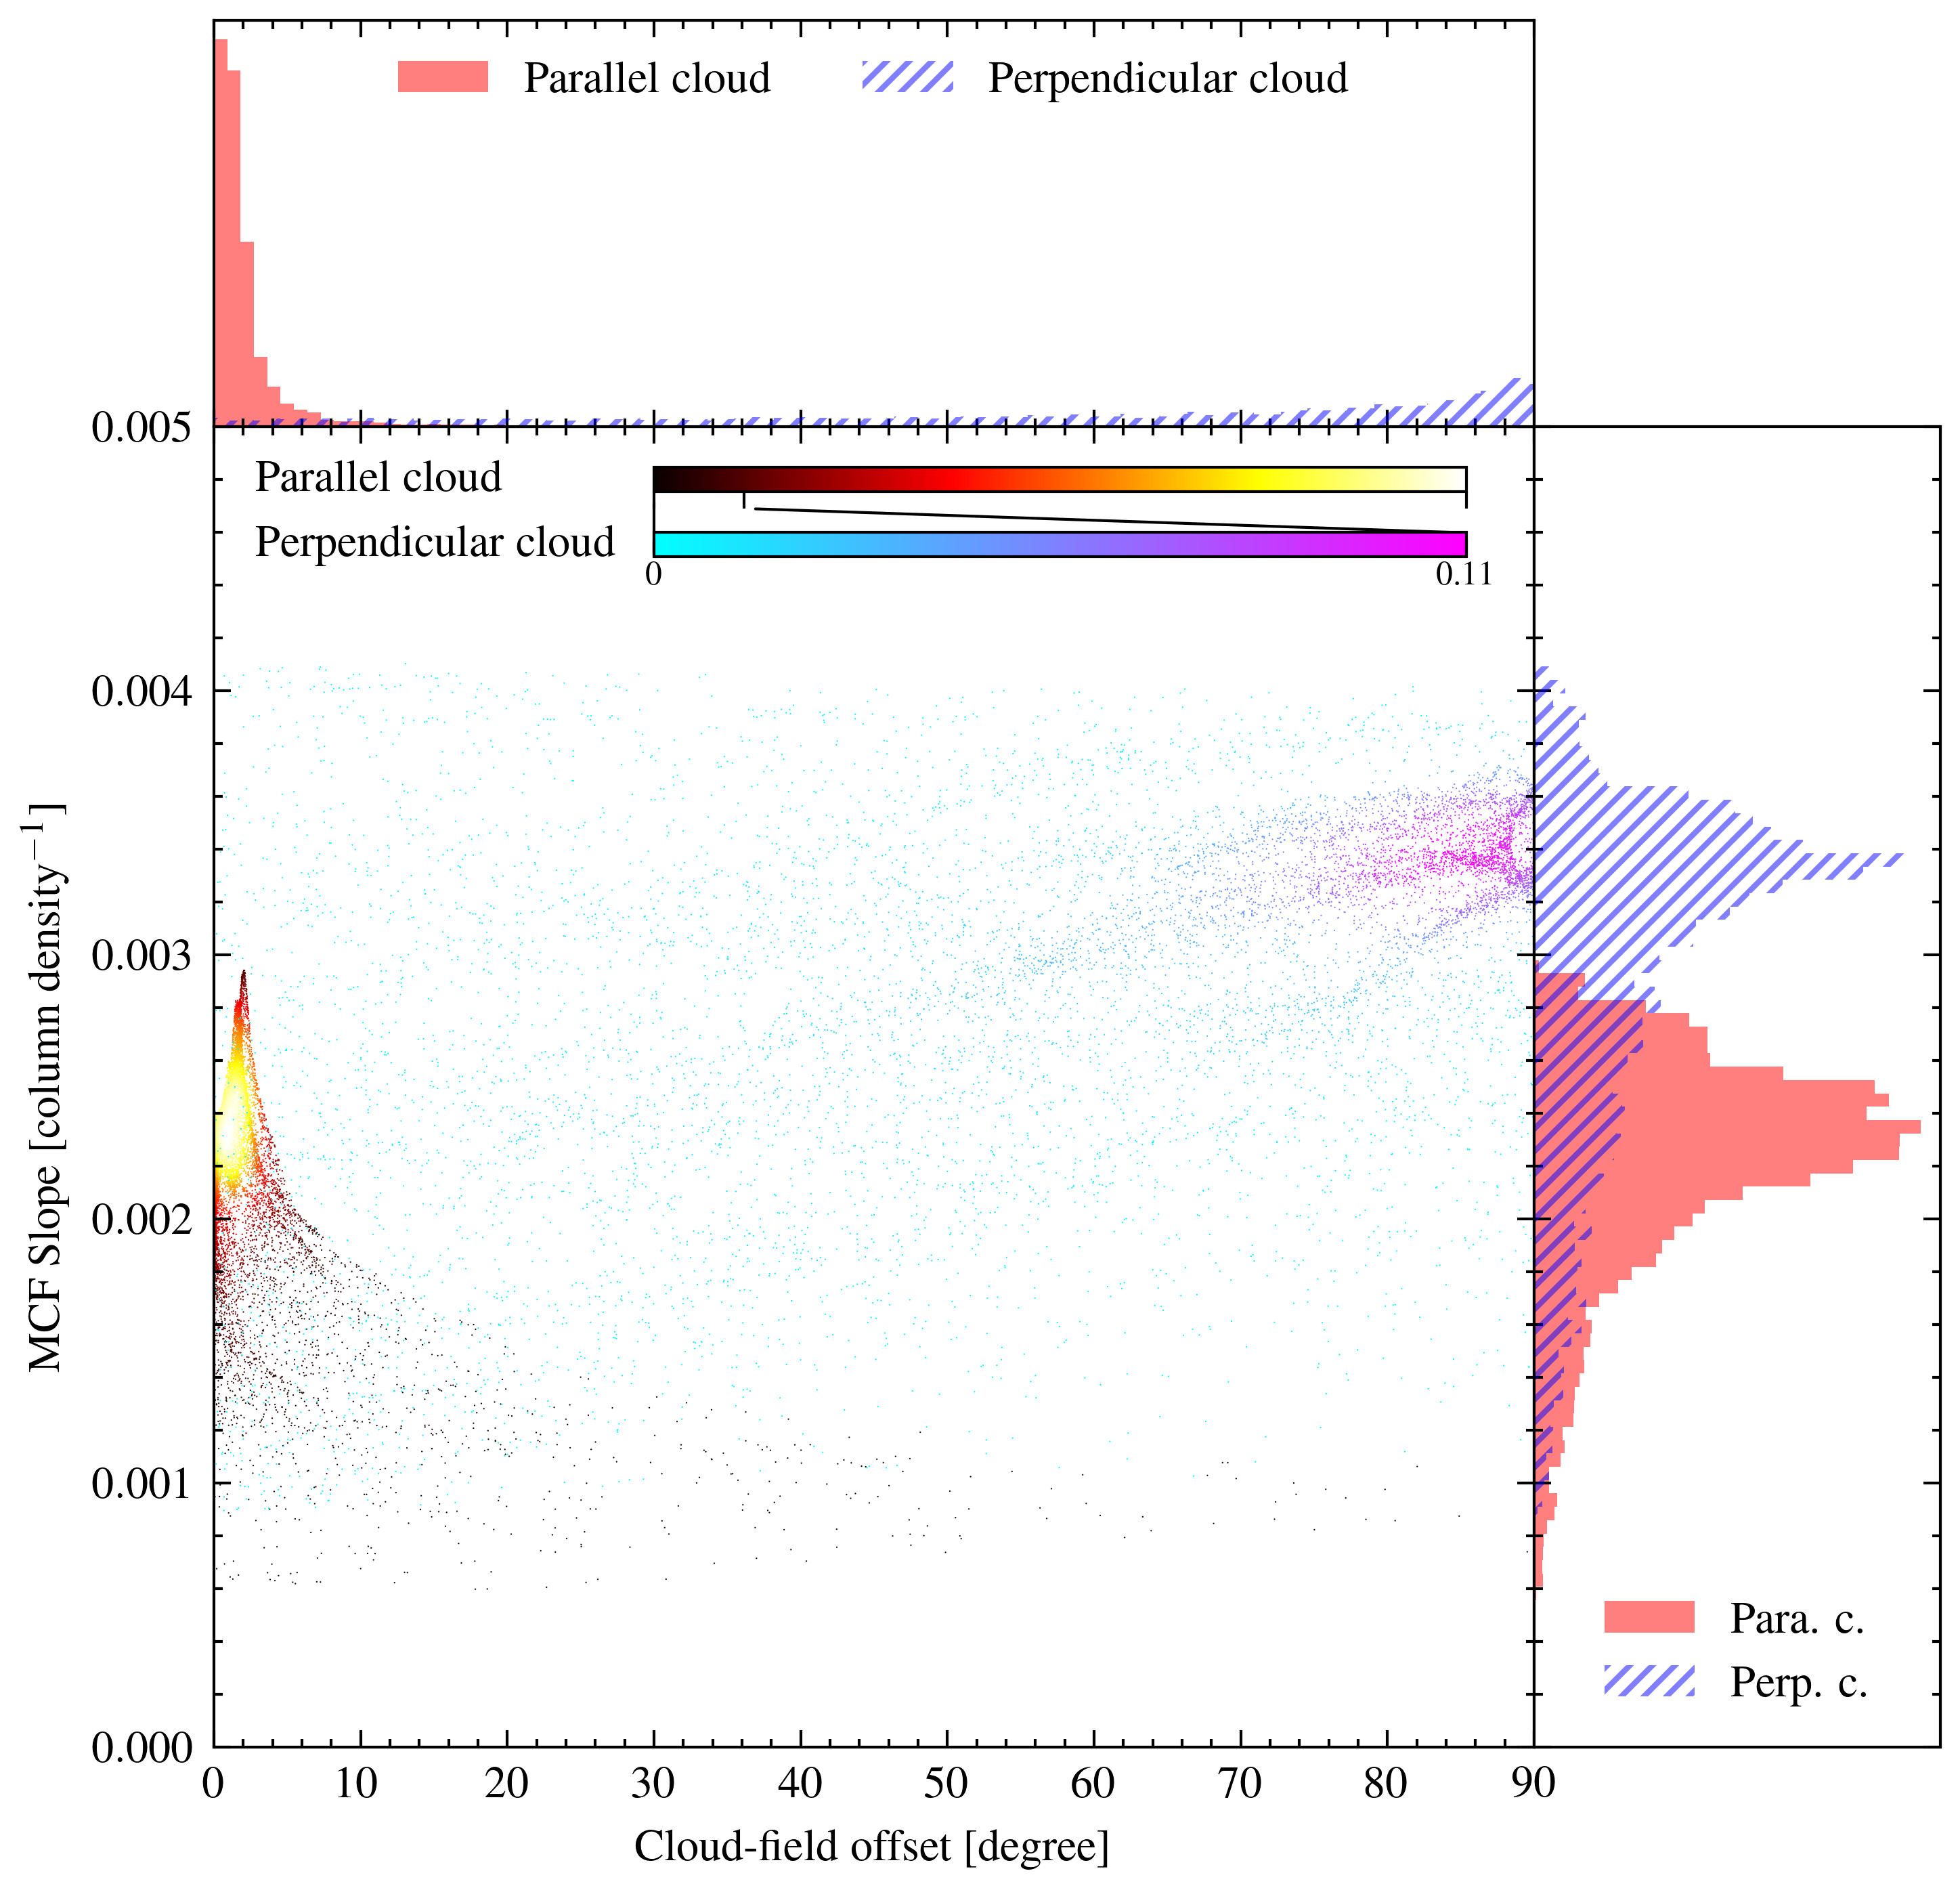 Parallel cloud
Perpendicular cloud
0.005
Parallel cloud
Perpendicular cloud
0
0.11
0.004
0.003
0.002
0.001
0.000
MCF Slope [column density⁻¹]
Para. c.
Perp. c.
0 10 20 30 40 50 60 70 80 90
Cloud-field offset [degree]